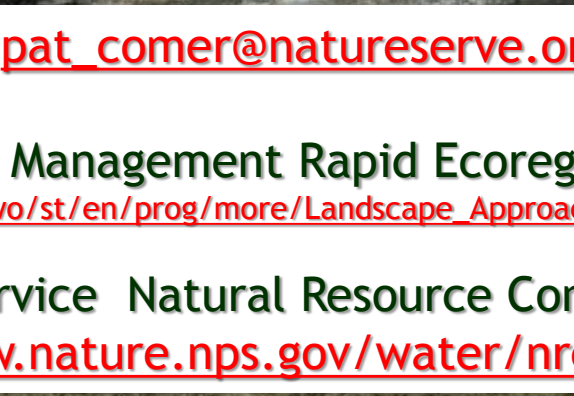 pat_comer@natureserve.or
Management Rapid Ecoreg
vo/st/en/prog/more/Landscape_Approac
rvice Natural Resource Con
w.nature.nps.gov/water/nr